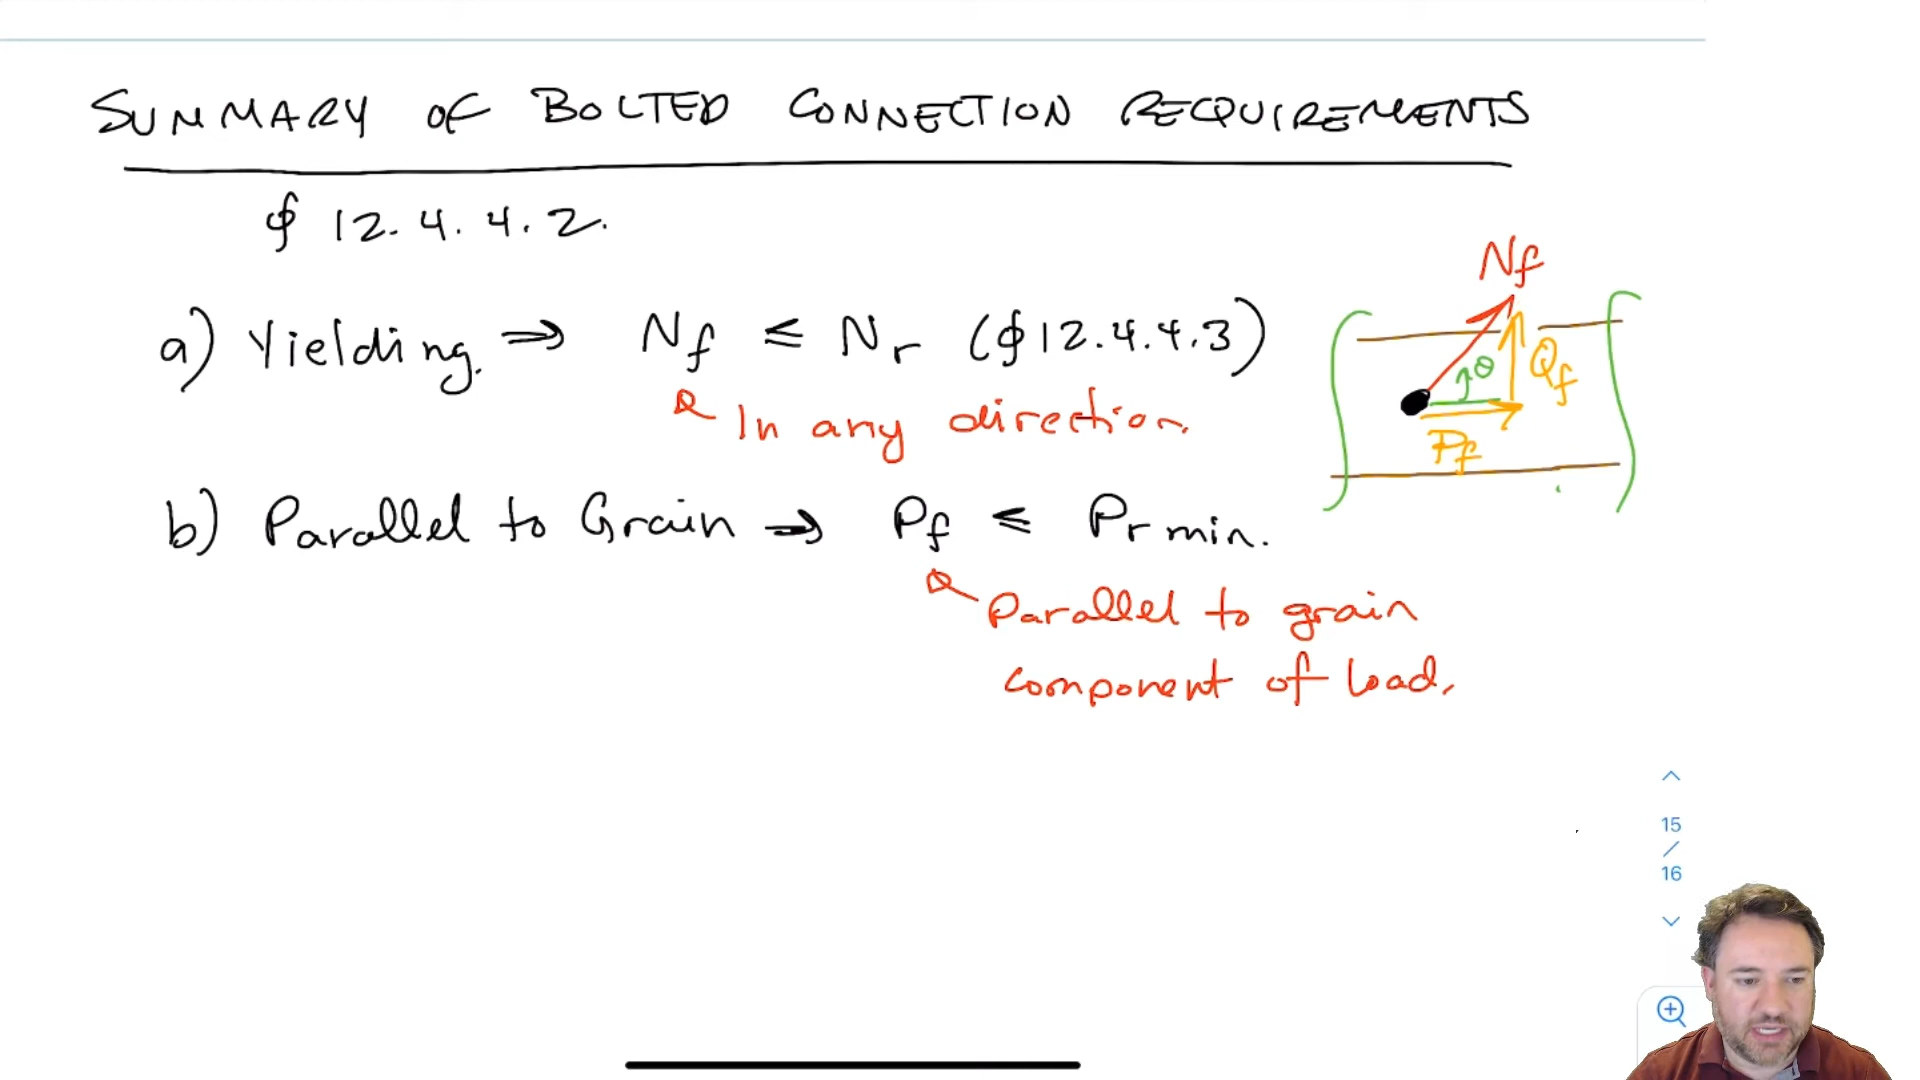 SUMMARY OF BOLTED CONNECTION REQUIREMENTS
§ 12.4.4.2.
a) Yielding. ⇒ Nf ≤ Nr (§12.4.4.3)
In any direction.
b) Parallel to Grain ⇒ Pf ≤ Pr min.
Parallel to grain
component of load.
Nf
θ
Qf
Pf
15
/
16